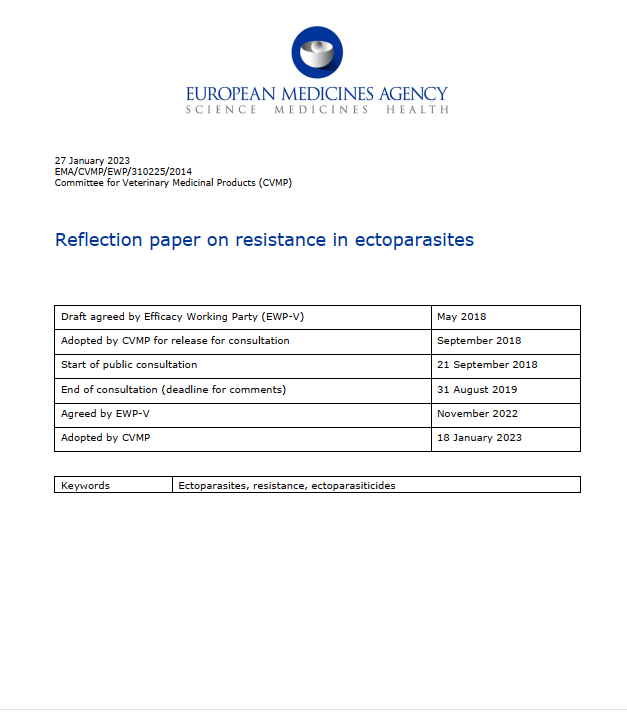 EUROPEAN MEDICINES AGENCY
SCIENCE MEDICINES HEALTH
27 January 2023
EMA/CVMP/EWP/310225/2014
Committee for Veterinary Medicinal Products (CVMP)
Reflection paper on resistance in ectoparasites
Draft agreed by Efficacy Working Party (EWP-V) May 2018
Adopted by CVMP for release for consultation September 2018
Start of public consultation 21 September 2018
End of consultation (deadline for comments) 31 August 2019
Agreed by EWP-V November 2022
Adopted by CVMP 18 January 2023
Keywords Ectoparasites, resistance, ectoparasiticides